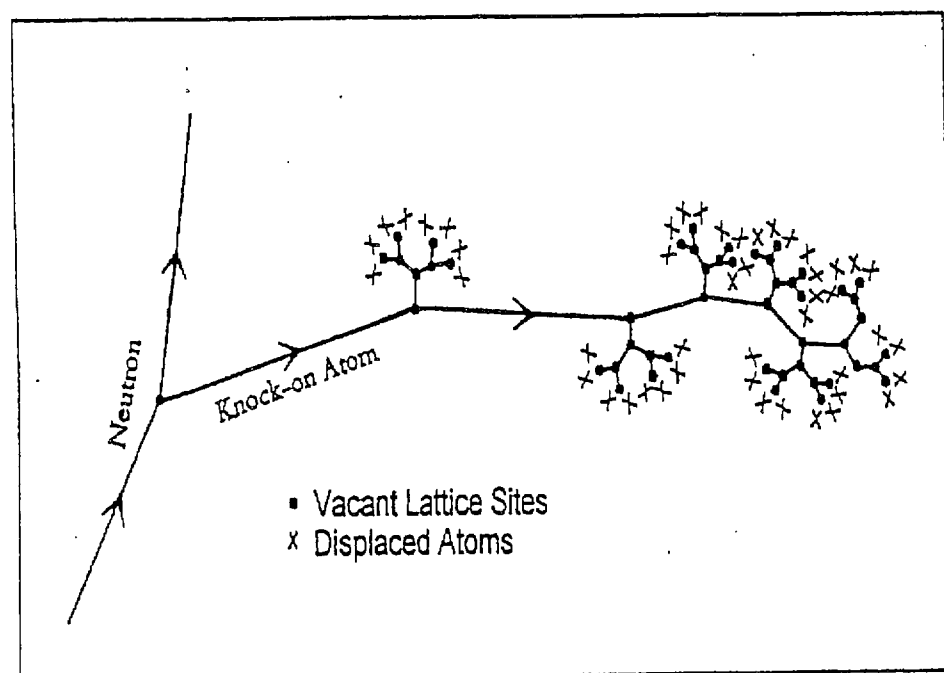 Neutron
Knock-on Atom
▪ Vacant Lattice Sites
x Displaced Atoms